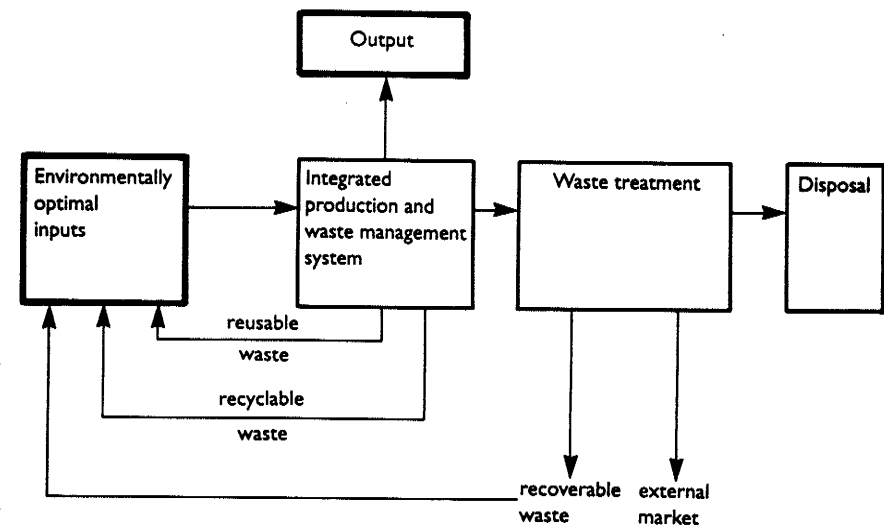 Output
Environmentally
optimal
inputs
Integrated
production and
waste management
system
Waste treatment
Disposal
reusable
waste
recyclable
waste
recoverable
waste
external
market